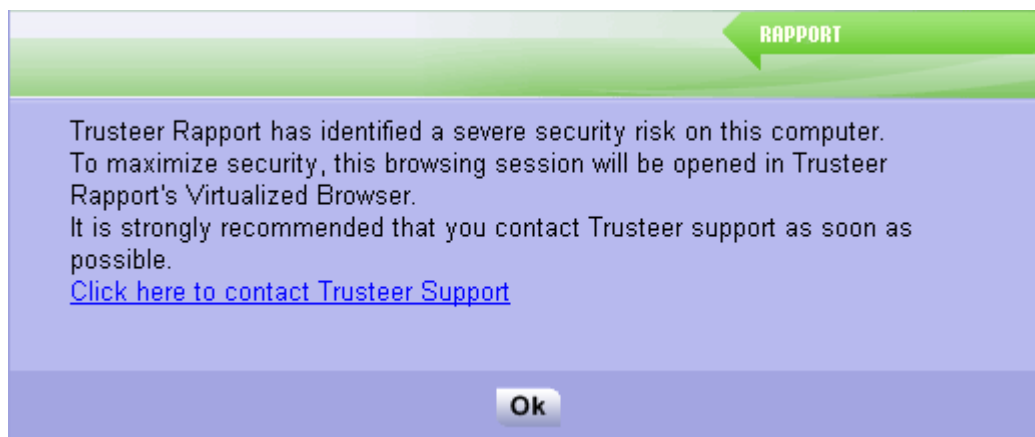 RAPPORT
Trusteer Rapport has identified a severe security risk on this computer.
To maximize security, this browsing session will be opened in Trusteer
Rapport's Virtualized Browser.
It is strongly recommended that you contact Trusteer support as soon as
possible.
Click here to contact Trusteer Support
Ok